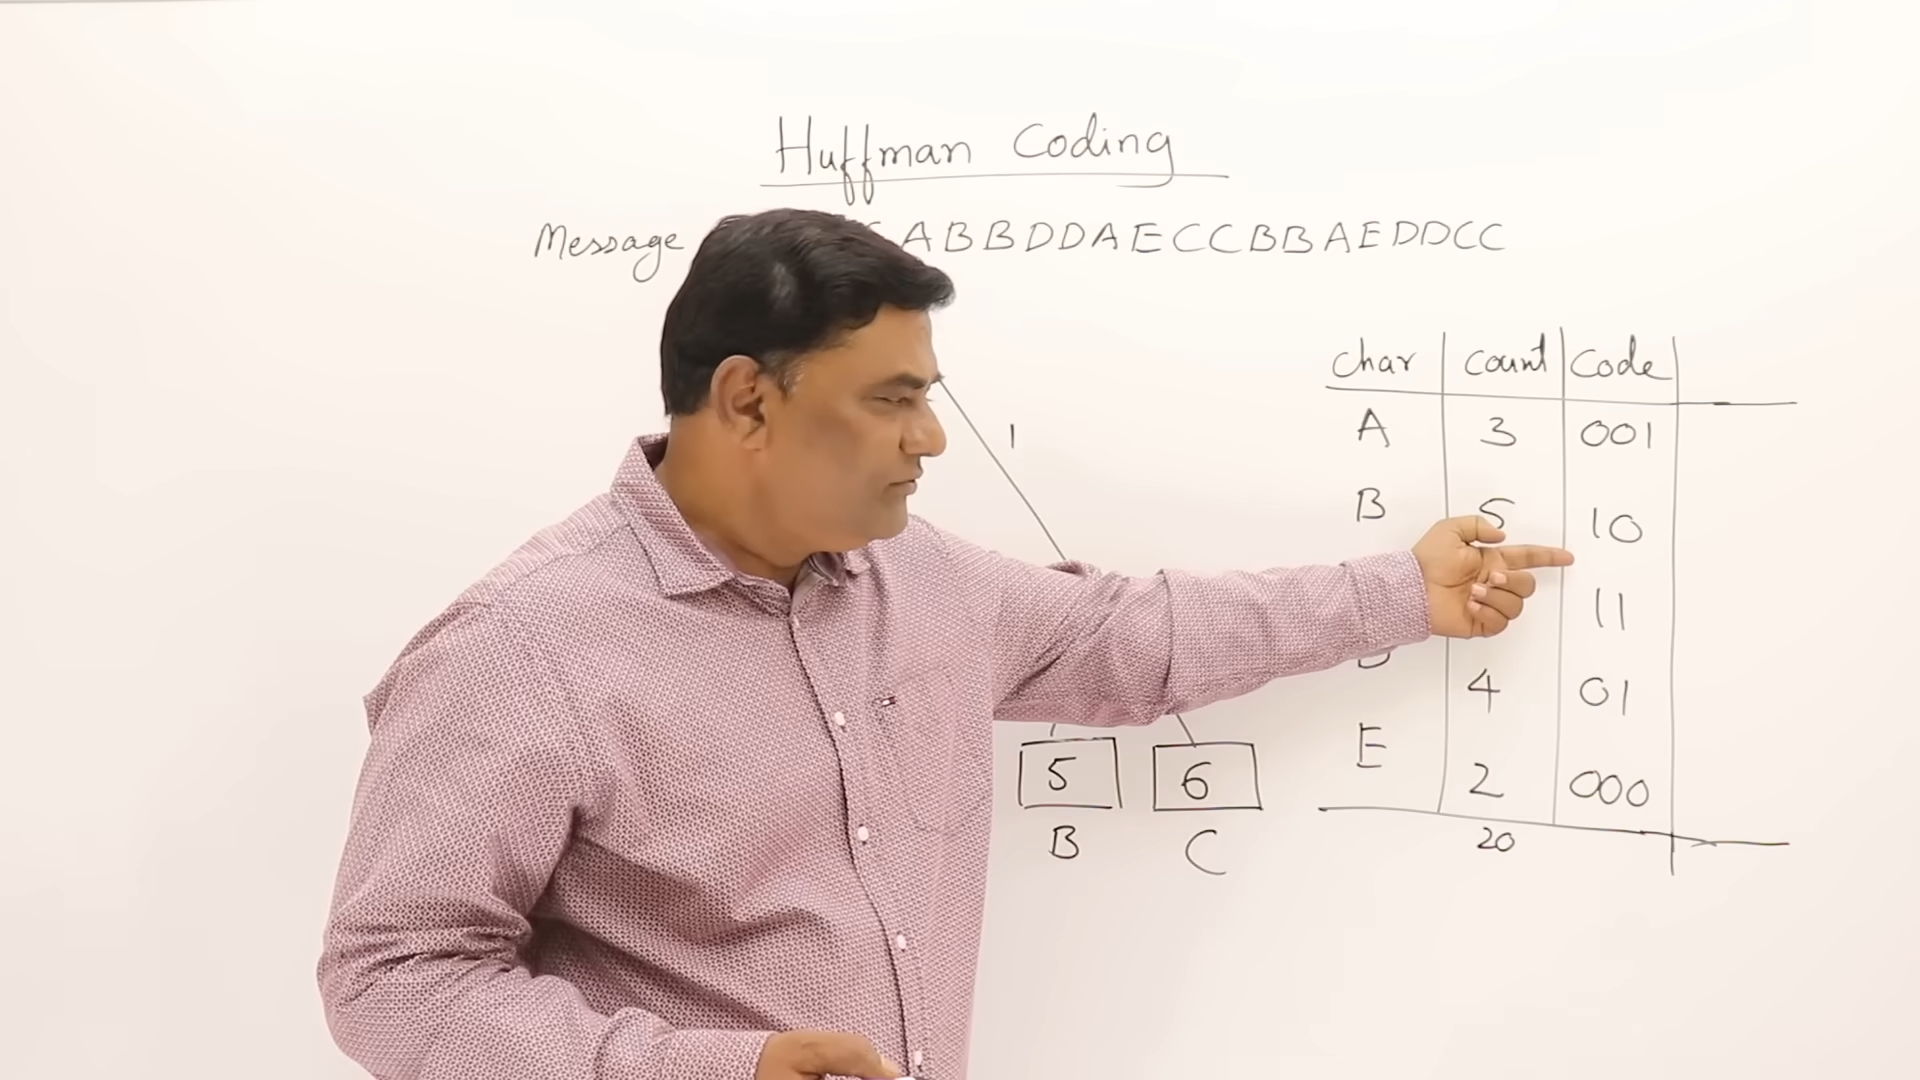 Huffman Coding
Message ABBDDAECCBBAEDDCC
1
char count Code
A 3 001
B 5 10
11
4 01
E 2 000
5 6
B C
20